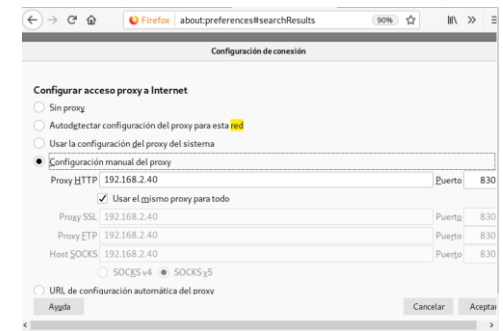 Firefox about:preferences#searchResults 90%
Configuración de conexión
Configurar acceso proxy a Internet
Sin proxy
Autodetectar configuración del proxy para esta red
Usar la configuración del proxy del sistema
Configuración manual del proxy
Proxy HTTP 192.168.2.40 Puerto 830
Usar el mismo proxy para todo
Proxy SSL 192.168.2.40 Puerto 830
Proxy FTP 192.168.2.40 Puerto 830
Host SOCKS 192.168.2.40 Puerto 830
SOCKS v4 SOCKS v5
URL de configuración automática del proxy
Ayuda Cancelar Aceptar